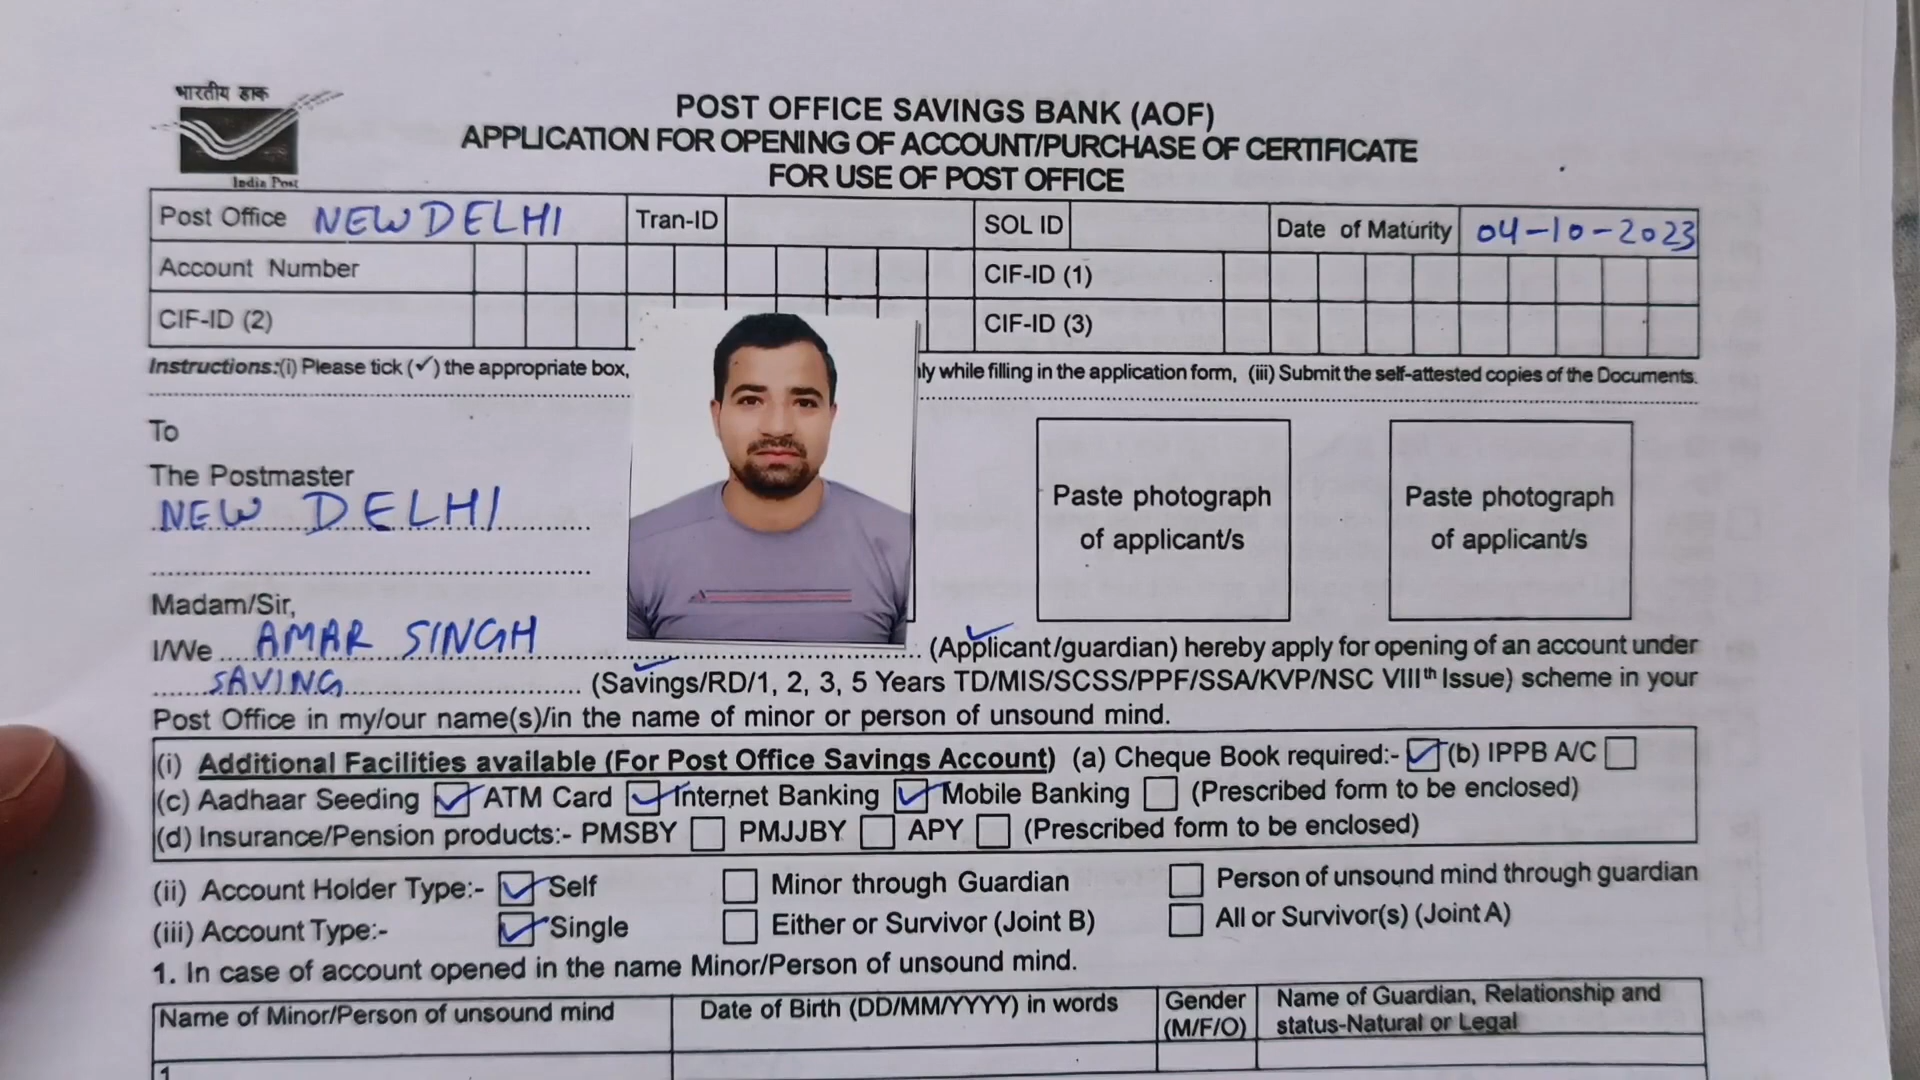 भारतीय डाक
India Post
POST OFFICE SAVINGS BANK (AOF)
APPLICATION FOR OPENING OF ACCOUNT/PURCHASE OF CERTIFICATE
FOR USE OF POST OFFICE
Post Office NEW DELHI Tran-ID SOL ID Date of Maturity 04-10-2023
Account Number CIF-ID (1)
CIF-ID (2) CIF-ID (3)
Instructions:(i) Please tick (✓) the appropriate box, ly while filling in the application form, (iii) Submit the self-attested copies of the Documents.
To
The Postmaster
NEW DELHI
Paste photograph of applicant/s
Paste photograph of applicant/s
Madam/Sir,
I/We AMAR SINGH (Applicant/guardian) hereby apply for opening of an account under
SAVING (Savings/RD/1, 2, 3, 5 Years TD/MIS/SCSS/PPF/SSA/KVP/NSC VIIIth Issue) scheme in your
Post Office in my/our name(s)/in the name of minor or person of unsound mind.
(i) Additional Facilities available (For Post Office Savings Account) (a) Cheque Book required:- ✓ (b) IPPB A/C
(c) Aadhaar Seeding ✓ ATM Card ✓ Internet Banking ✓ Mobile Banking (Prescribed form to be enclosed)
(d) Insurance/Pension products:- PMSBY PMJJBY APY (Prescribed form to be enclosed)
(ii) Account Holder Type:- ✓ Self Minor through Guardian Person of unsound mind through guardian
(iii) Account Type:- ✓ Single Either or Survivor (Joint B) All or Survivor(s) (Joint A)
1. In case of account opened in the name Minor/Person of unsound mind.
Name of Minor/Person of unsound mind Date of Birth (DD/MM/YYYY) in words Gender (M/F/O) Name of Guardian, Relationship and status-Natural or Legal
1